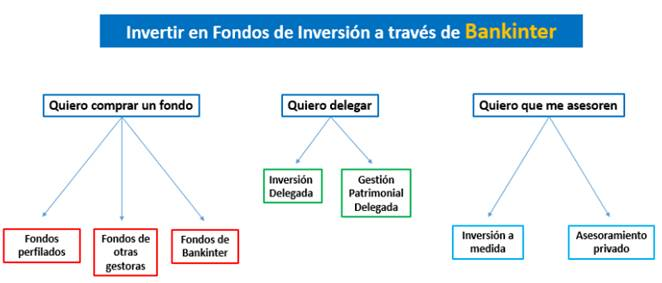 Invertir en Fondos de Inversión a través de Bankinter
Quiero comprar un fondo
Quiero delegar
Quiero que me asesoren
Inversión
Delegada
Gestión
Patrimonial
Delegada
Fondos
perfilados
Fondos de
otras
gestoras
Fondos de
Bankinter
Inversión a
medida
Asesoramiento
privado